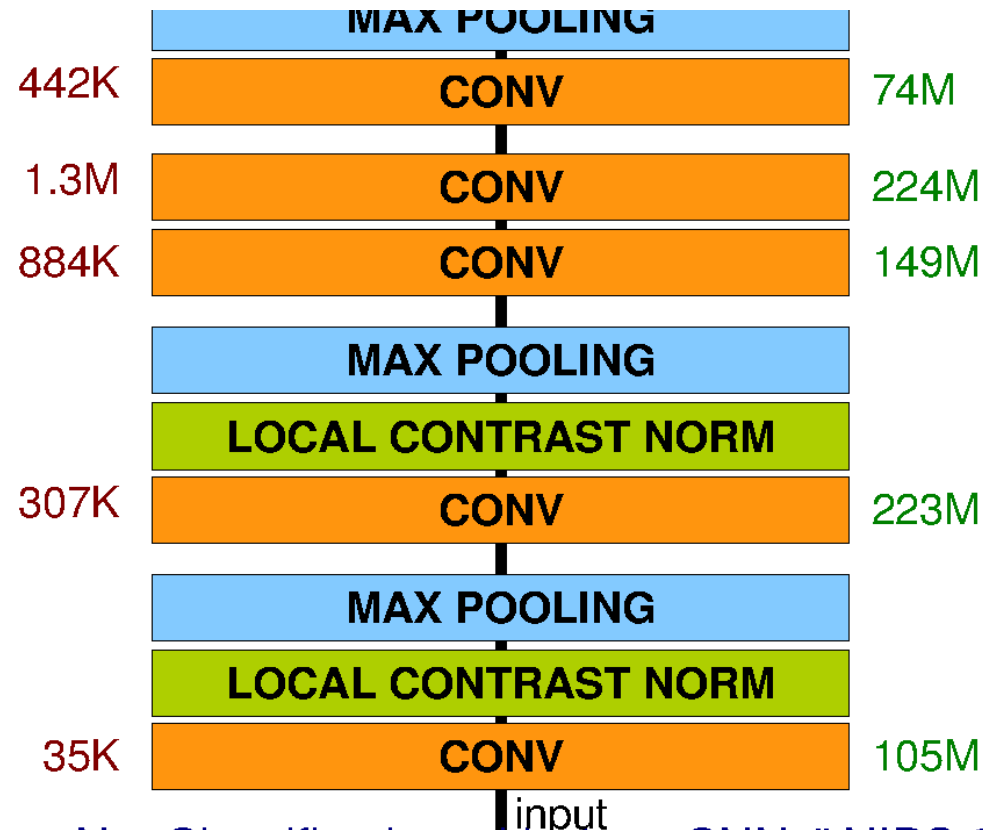 MAX POOLING
442K CONV 74M
1.3M CONV 224M
884K CONV 149M
MAX POOLING
LOCAL CONTRAST NORM
307K CONV 223M
MAX POOLING
LOCAL CONTRAST NORM
35K CONV 105M
input